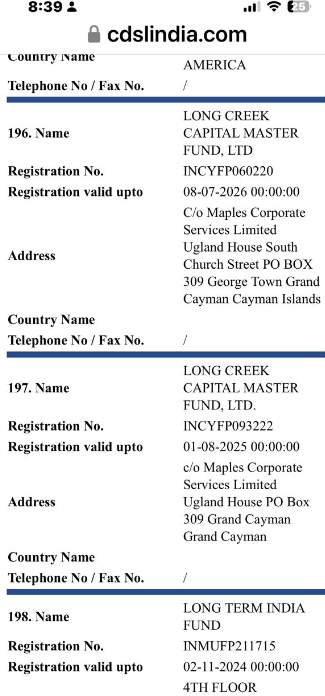 8:39
25
cdslindia.com
Country Name
AMERICA
Telephone No / Fax No. /
196. Name LONG CREEK
CAPITAL MASTER
FUND, LTD
Registration No. INCYFP060220
Registration valid upto 08-07-2026 00:00:00
Address C/o Maples Corporate
Services Limited
Ugland House South
Church Street PO BOX
309 George Town Grand
Cayman Cayman Islands
Country Name
Telephone No / Fax No. /
197. Name LONG CREEK
CAPITAL MASTER
FUND, LTD.
Registration No. INCYFP093222
Registration valid upto 01-08-2025 00:00:00
Address c/o Maples Corporate
Services Limited
Ugland House PO Box
309 Grand Cayman
Grand Cayman
Country Name
Telephone No / Fax No. /
198. Name LONG TERM INDIA
FUND
Registration No. INMUFP211715
Registration valid upto 02-11-2024 00:00:00
4TH FLOOR